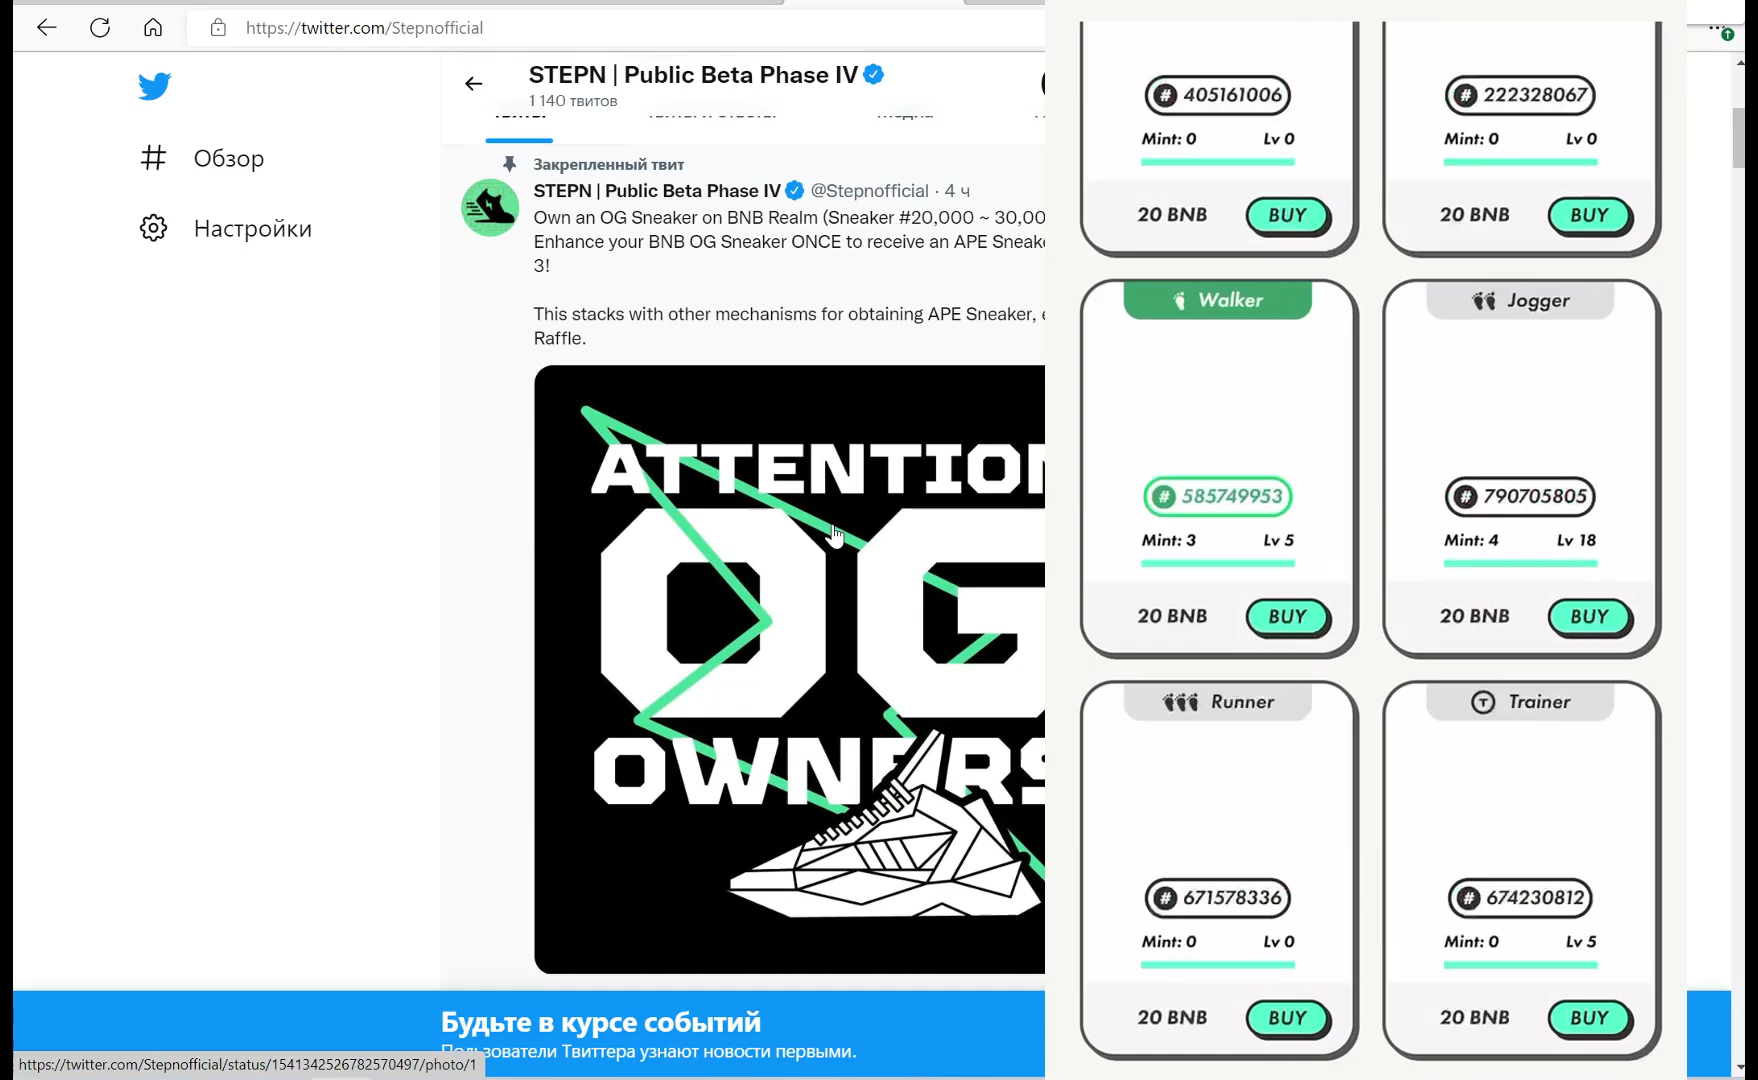 https://twitter.com/Stepnofficial
STEPN | Public Beta Phase IV
1 140 твитов
Обзор
Настройки
Закрепленный твит
STEPN | Public Beta Phase IV @Stepnofficial · 4 ч
Own an OG Sneaker on BNB Realm (Sneaker #20,000 ~ 30,00
Enhance your BNB OG Sneaker ONCE to receive an APE Sneake
3!
This stacks with other mechanisms for obtaining APE Sneaker, e
Raffle.
ATTENTION
OG
OWNERS
Будьте в курсе событий
Пользователи Твиттера узнают новости первыми.
https://twitter.com/Stepnofficial/status/1541342526782570497/photo/1
# 405161006
Mint: 0 Lv 0
20 BNB BUY
# 222328067
Mint: 0 Lv 0
20 BNB BUY
Walker
# 585749953
Mint: 3 Lv 5
20 BNB BUY
Jogger
# 790705805
Mint: 4 Lv 18
20 BNB BUY
Runner
# 671578336
Mint: 0 Lv 0
20 BNB BUY
Trainer
# 674230812
Mint: 0 Lv 5
20 BNB BUY